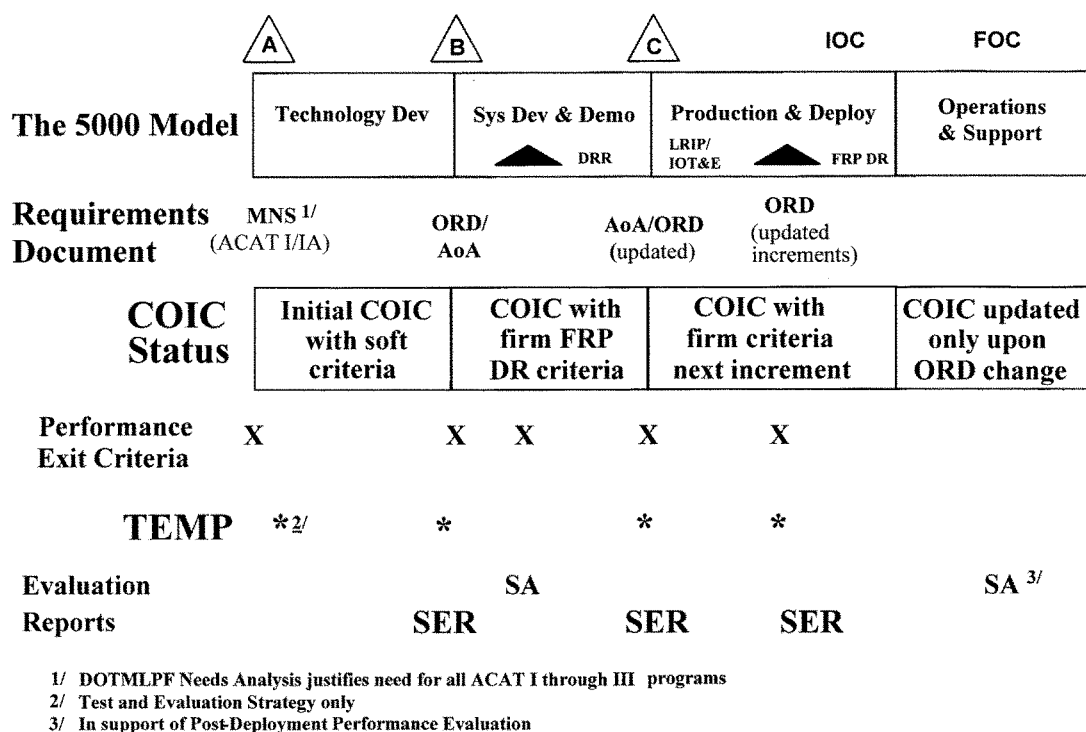 A B C IOC FOC
The 5000 Model
Technology Dev
Sys Dev & Demo
DRR
Production & Deploy
LRIP/
IOT&E
FRP DR
Operations
& Support
Requirements
Document
MNS 1/
(ACAT I/IA)
ORD/
AoA
AoA/ORD
(updated)
ORD
(updated
increments)
COIC
Status
Initial COIC
with soft
criteria
COIC with
firm FRP
DR criteria
COIC with
firm criteria
next increment
COIC updated
only upon
ORD change
Performance
Exit Criteria
X X X X X
TEMP
* 2/ * * *
Evaluation
Reports
SA SA 3/
SER SER SER
1/ DOTMLPF Needs Analysis justifies need for all ACAT I through III programs
2/ Test and Evaluation Strategy only
3/ In support of Post-Deployment Performance Evaluation